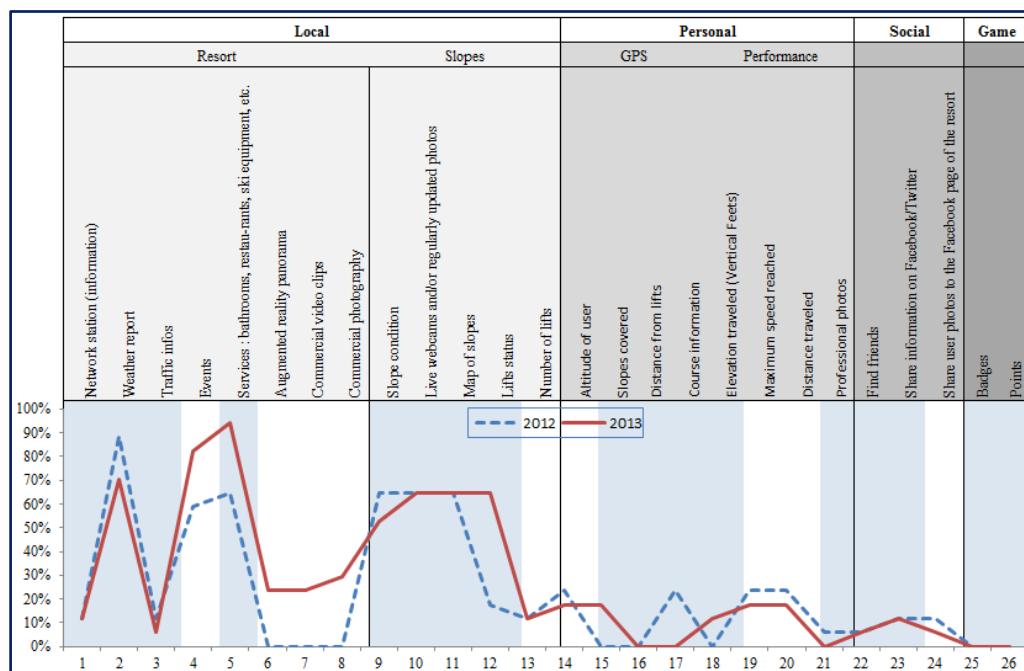 Local Personal Social Game
Resort Slopes GPS Performance
Network station (information)
Weather report
Traffic infos
Events
Services : bathrooms, restau-rants, ski equipment, etc.
Augmented reality panorama
Commercial video clips
Commercial photography
Slope condition
Live webcams and/or regularly updated photos
Map of slopes
Lifts status
Number of lifts
Altitude of user
Slopes covered
Distance from lifts
Course information
Elevation traveled (Vertical Feets)
Maximum speed reached
Distance traveled
Professional photos
Find friends
Share information on Facebook/Twitter
Share user photos to the Facebook page of the resort
Badges
Points
2012 2013
100%
90%
80%
70%
60%
50%
40%
30%
20%
10%
0%
1 2 3 4 5 6 7 8 9 10 11 12 13 14 15 16 17 18 19 20 21 22 23 24 25 26